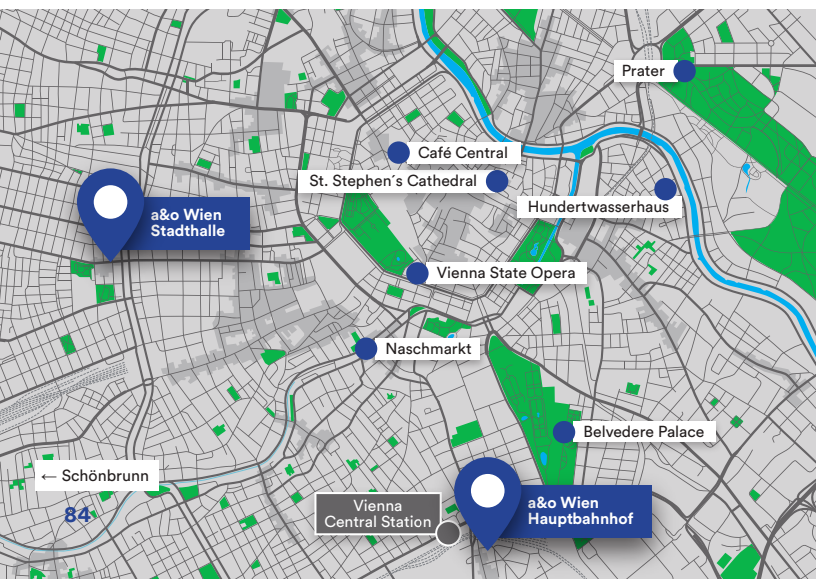 Prater
Café Central
St. Stephen´s Cathedral
Hundertwasserhaus
a&o Wien
Stadthalle
Vienna State Opera
Naschmarkt
Belvedere Palace
← Schönbrunn
84
Vienna
Central Station
a&o Wien
Hauptbahnhof